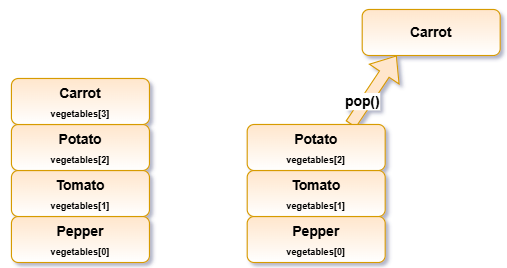 Carrot
vegetables[3]
Potato
vegetables[2]
Tomato
vegetables[1]
Pepper
vegetables[0]
Carrot
pop()
Potato
vegetables[2]
Tomato
vegetables[1]
Pepper
vegetables[0]